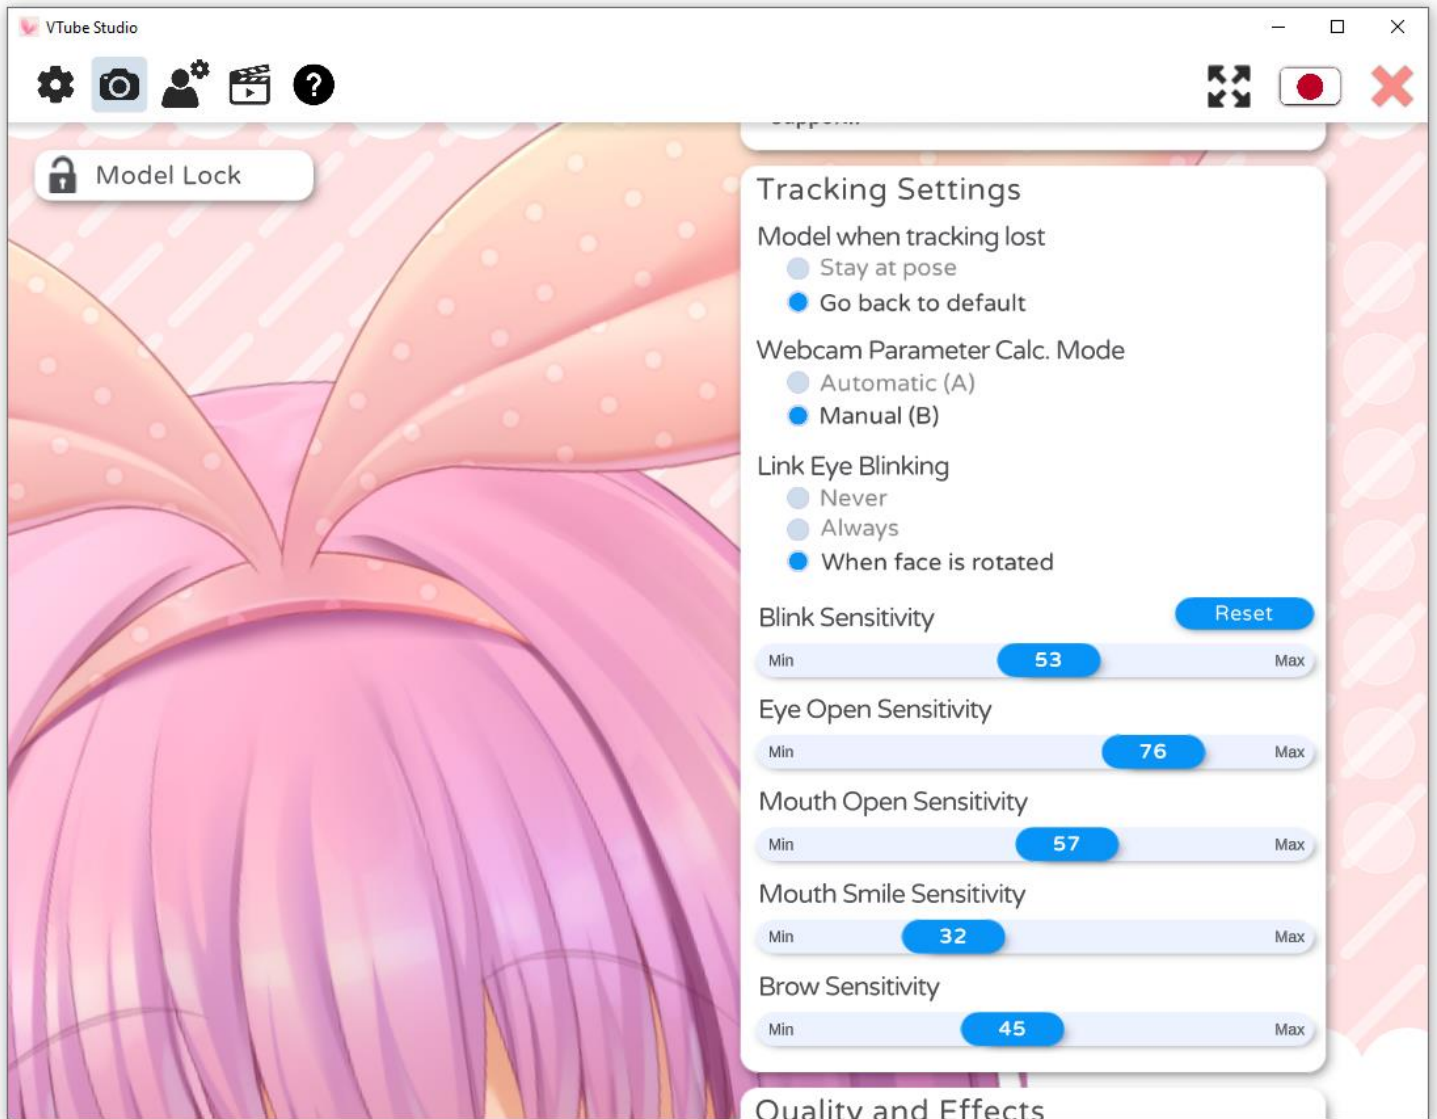 VTube Studio
?
Model Lock
Tracking Settings
Model when tracking lost
Stay at pose
Go back to default
Webcam Parameter Calc. Mode
Automatic (A)
Manual (B)
Link Eye Blinking
Never
Always
When face is rotated
Blink Sensitivity
Reset
Min 53 Max
Eye Open Sensitivity
Min 76 Max
Mouth Open Sensitivity
Min 57 Max
Mouth Smile Sensitivity
Min 32 Max
Brow Sensitivity
Min 45 Max
Quality and Effects